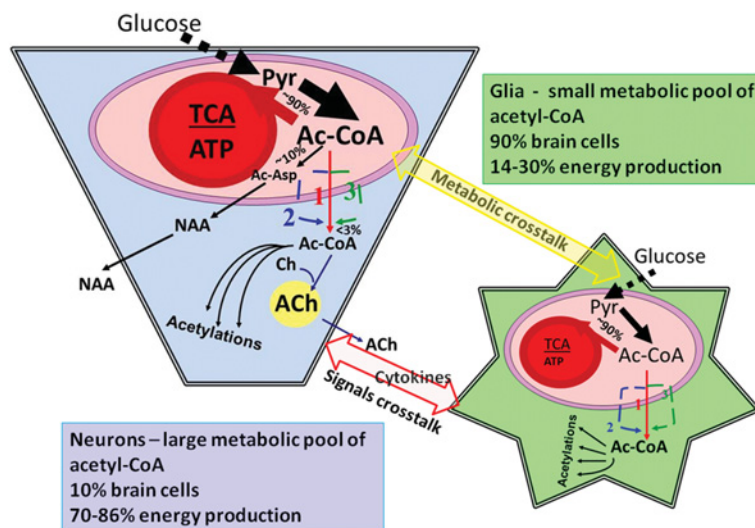 Glucose
Pyr
~90%
TCA
ATP
Ac-CoA
~10%
Ac-Asp
1
3
2
NAA
<3%
Ac-CoA
NAA
Ch
ACh
Acetylations
ACh
Glia - small metabolic pool of
acetyl-CoA
90% brain cells
14-30% energy production
Metabolic crosstalk
Cytokines
Signals crosstalk
Glucose
Pyr
~90%
TCA
ATP
Ac-CoA
1
3
2
Ac-CoA
Acetylations
Neurons – large metabolic pool of
acetyl-CoA
10% brain cells
70-86% energy production